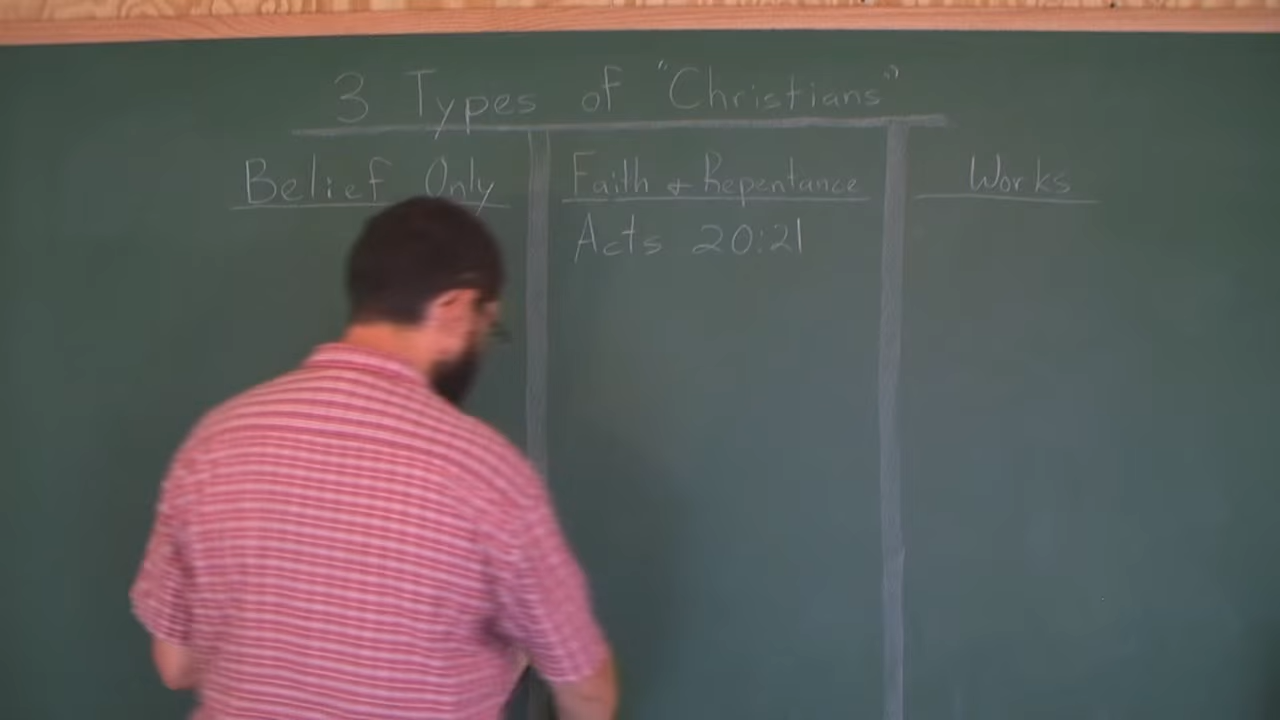 3 Types of "Christians"
Belief Only
Faith & Repentance
Works
Acts 20:21